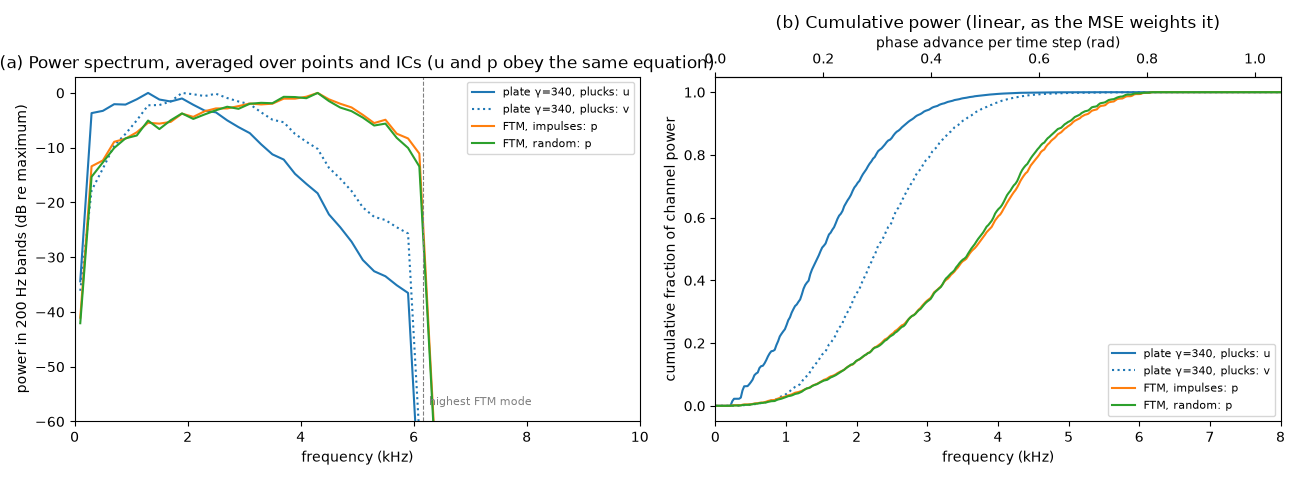 (a) Power spectrum, averaged over points and ICs (u and p obey the same equation)
power in 200 Hz bands (dB re maximum)
0
−10
−20
−30
−40
−50
−60
plate γ=340, plucks: u
plate γ=340, plucks: v
FTM, impulses: p
FTM, random: p
highest FTM mode
0 2 4 6 8 10
frequency (kHz)
(b) Cumulative power (linear, as the MSE weights it)
phase advance per time step (rad)
0.0 0.2 0.4 0.6 0.8 1.0
cumulative fraction of channel power
1.0
0.8
0.6
0.4
0.2
0.0
plate γ=340, plucks: u
plate γ=340, plucks: v
FTM, impulses: p
FTM, random: p
0 1 2 3 4 5 6 7 8
frequency (kHz)